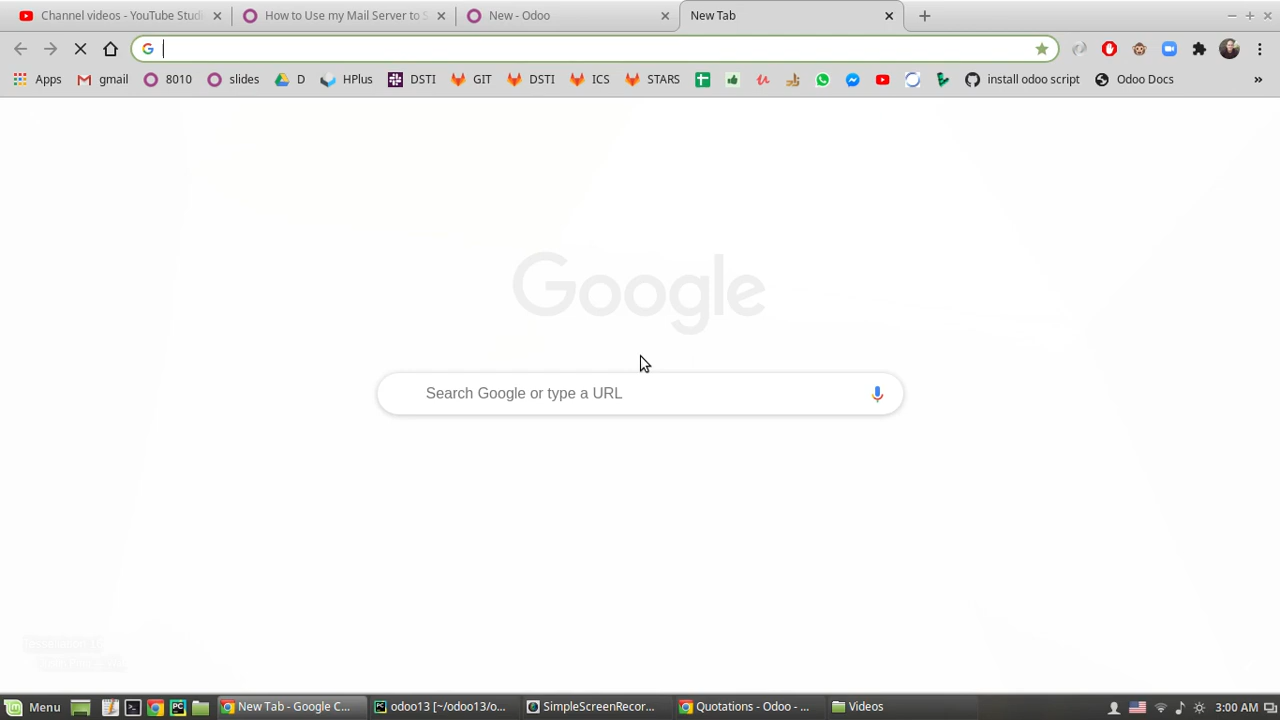 Channel videos - YouTube Studi
How to Use my Mail Server to S
New - Odoo
New Tab
Apps
gmail
8010
slides
D
HPlus
DSTI
GIT
DSTI
ICS
STARS
install odoo script
Odoo Docs
»
Google
Search Google or type a URL
Menu
New Tab - Google C...
odoo13 [~/odoo13/o...
SimpleScreenRecor...
Quotations - Odoo - ...
Videos
3:00 AM